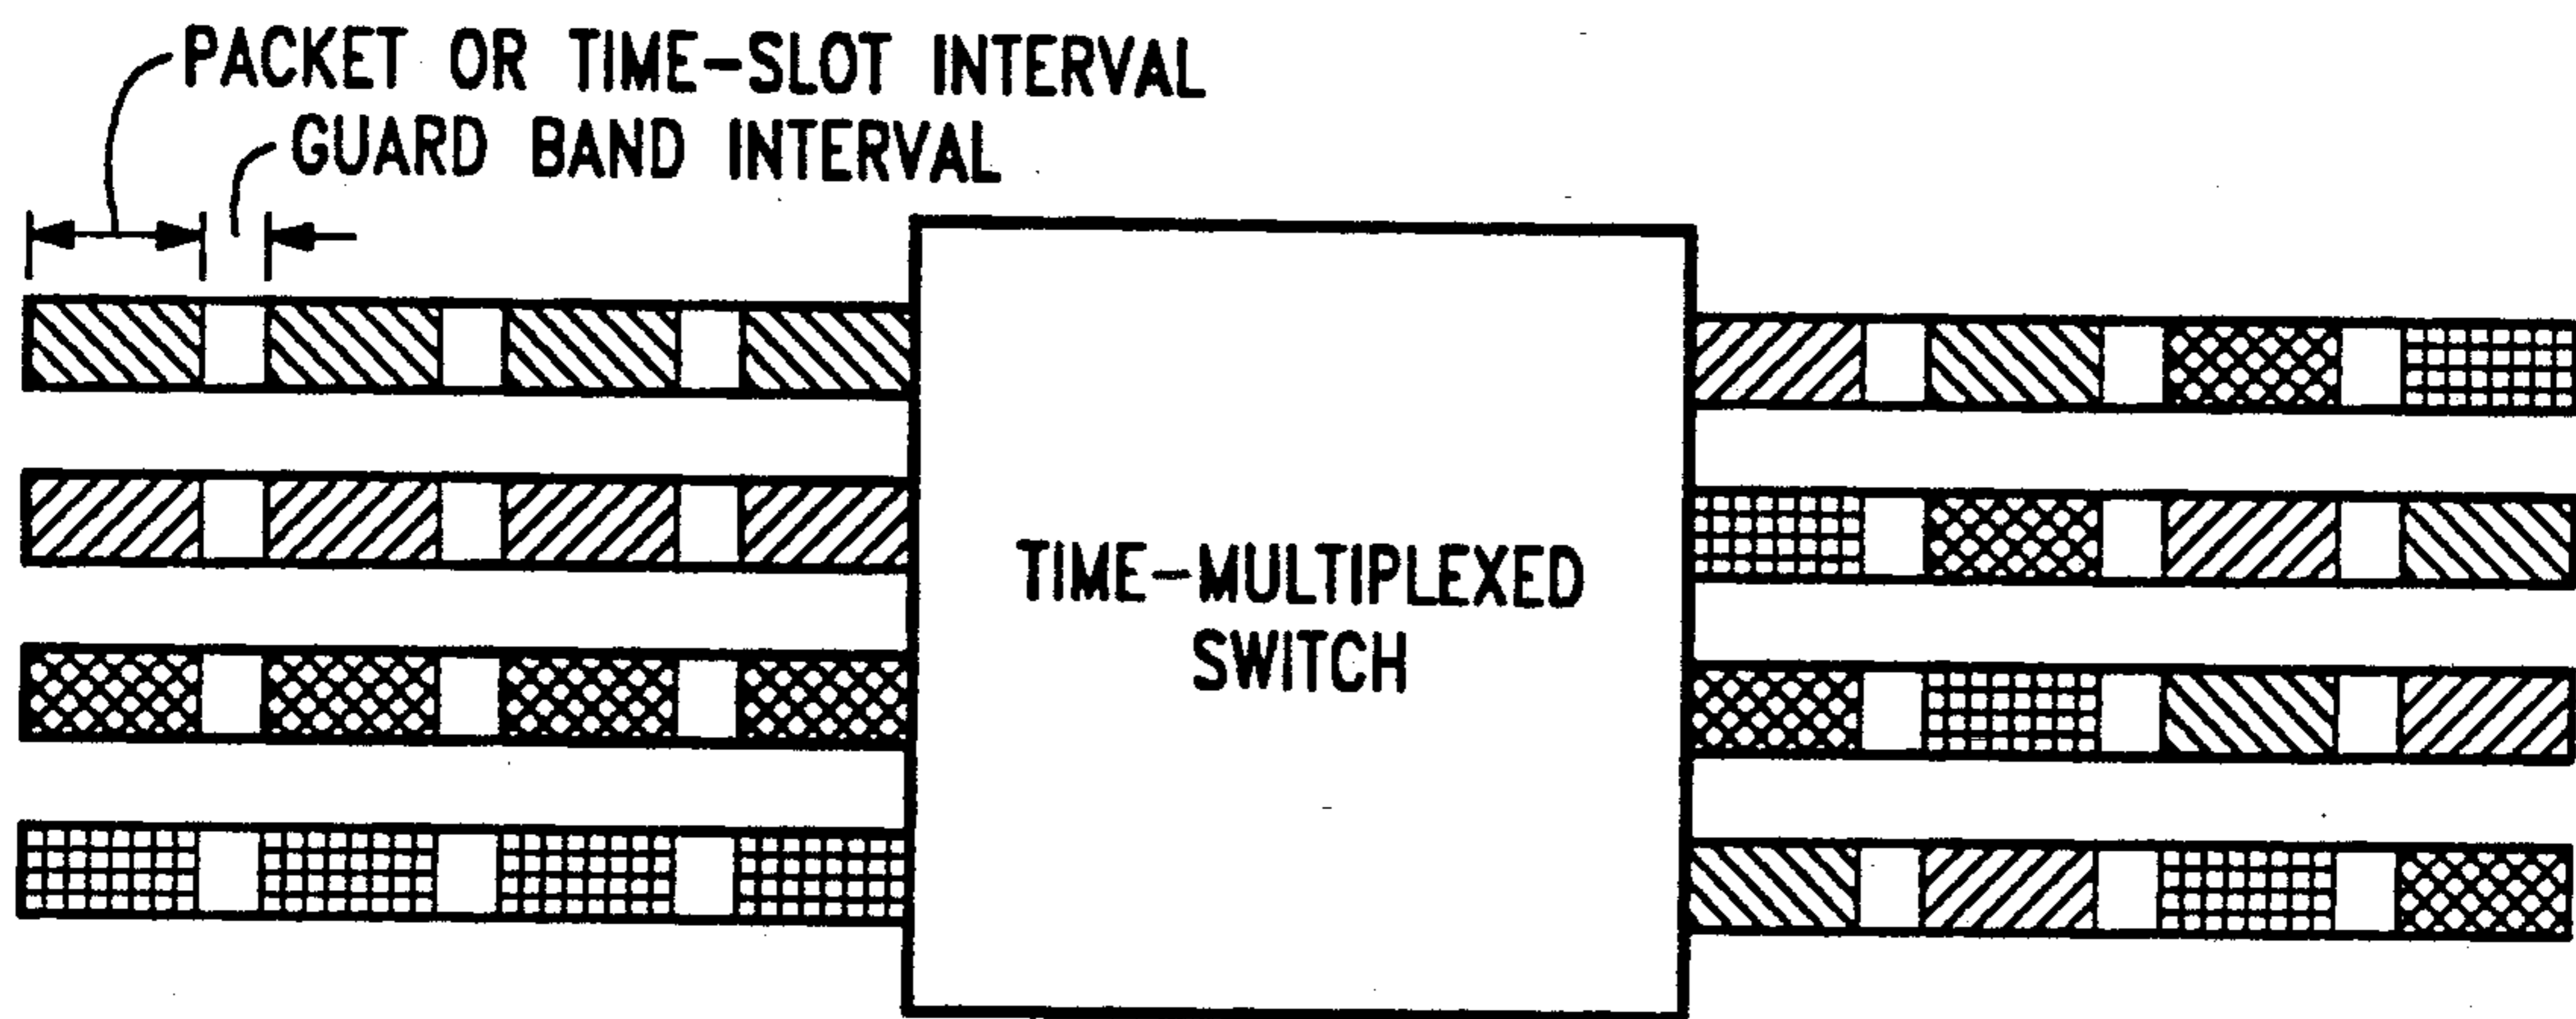 PACKET OR TIME-SLOT INTERVAL
GUARD BAND INTERVAL
TIME-MULTIPLEXED
SWITCH